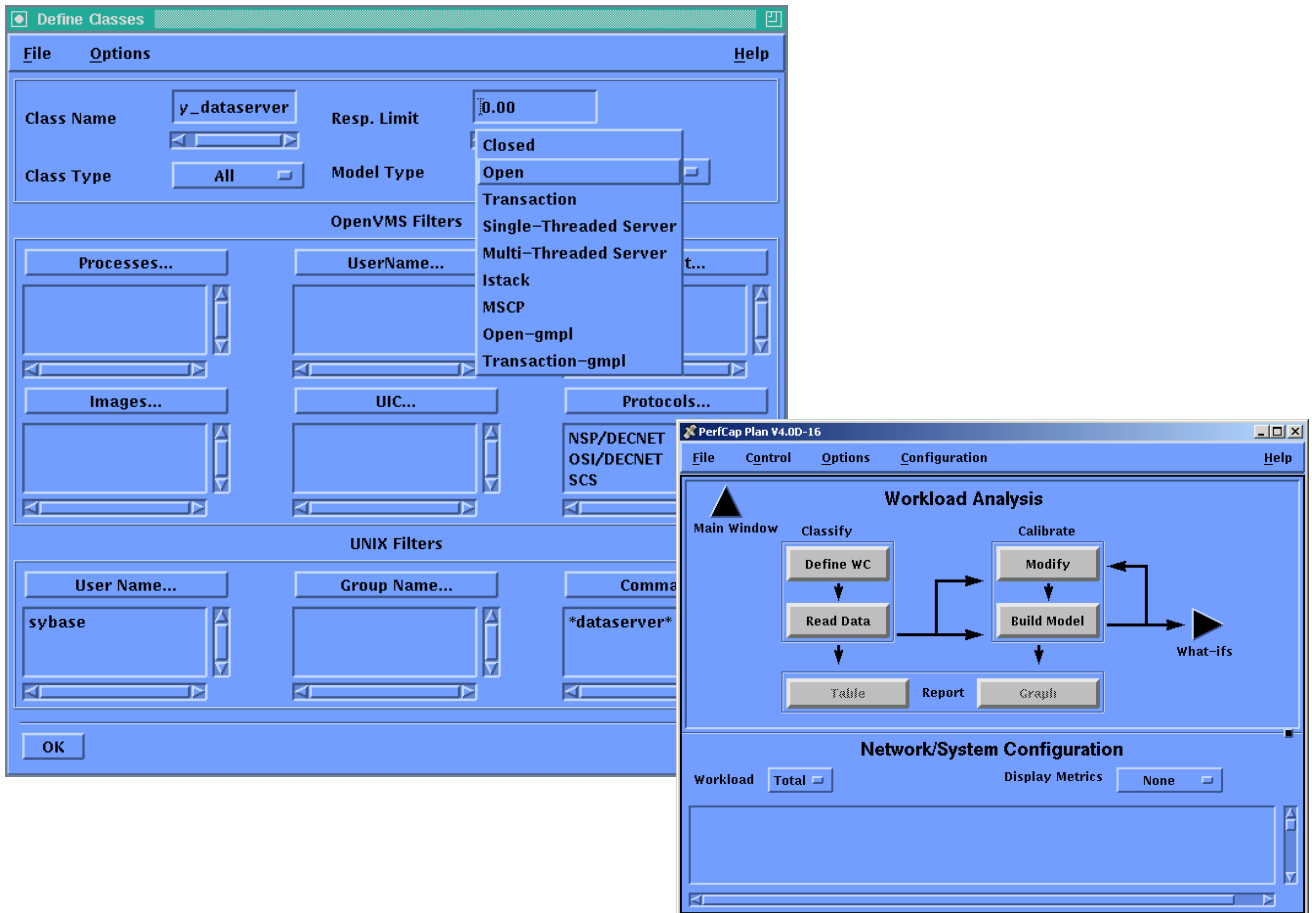 Define Classes
File Options Help
Class Name y_dataserver Resp. Limit 0.00
Class Type All Model Type
Closed
Open
Transaction
Single-Threaded Server
Multi-Threaded Server
Istack
MSCP
Open-gmpl
Transaction-gmpl
OpenVMS Filters
Processes... UserName... t...
Images... UIC... Protocols...
NSP/DECNET
OSI/DECNET
SCS
UNIX Filters
User Name... Group Name... Comma
sybase *dataserver*
OK
PerfCap Plan V4.0D-16
File Control Options Configuration Help
Workload Analysis
Main Window Classify Calibrate
Define WC Modify
Read Data Build Model
What-ifs
Table Report Graph
Network/System Configuration
Workload Total Display Metrics None